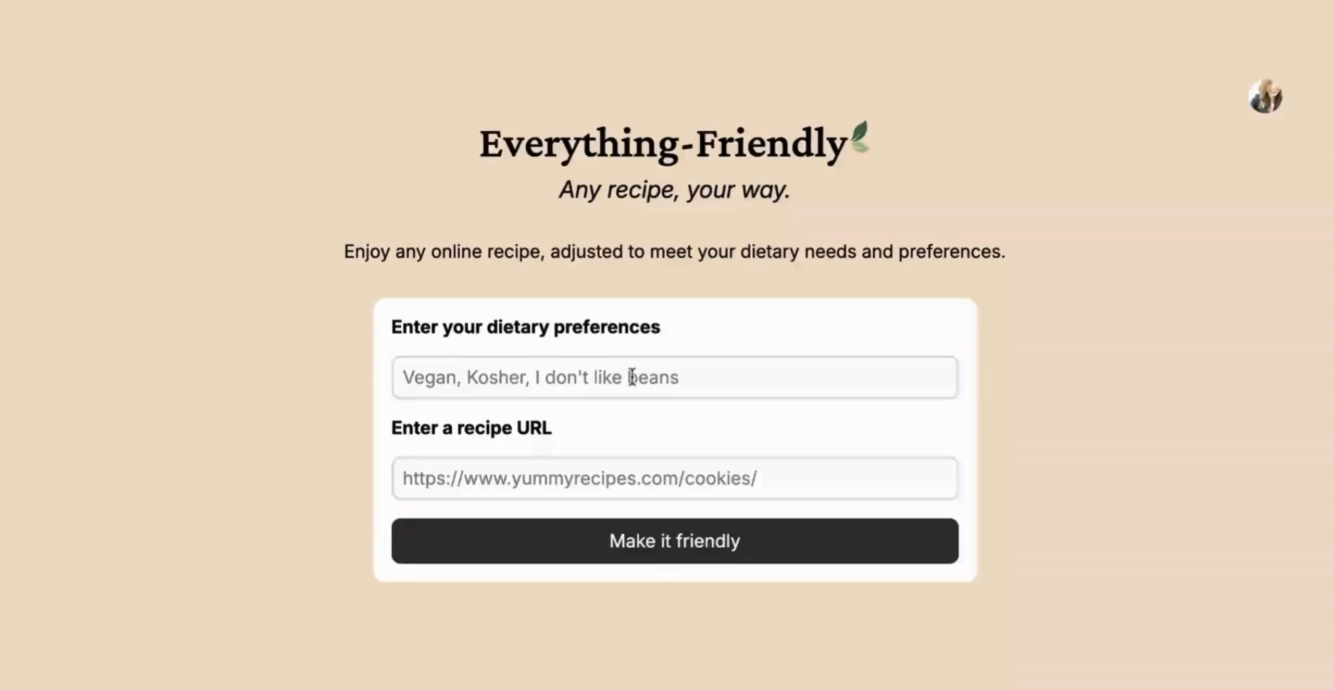 Everything-Friendly
Any recipe, your way.
Enjoy any online recipe, adjusted to meet your dietary needs and preferences.
Enter your dietary preferences
Vegan, Kosher, I don't like beans
Enter a recipe URL
https://www.yummyrecipes.com/cookies/
Make it friendly